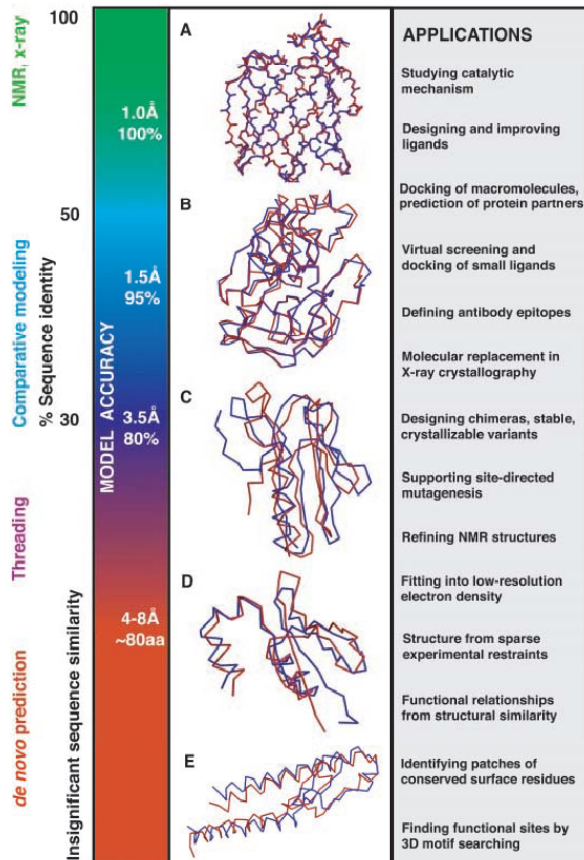 NMR, x-ray
Comparative modeling
Threading
de novo prediction
100
50
% Sequence identity
30
Insignificant sequence similarity
MODEL ACCURACY
1.0Å
100%
1.5Å
95%
3.5Å
80%
4-8Å
~80aa
A
B
C
D
E
APPLICATIONS
Studying catalytic
mechanism
Designing and improving
ligands
Docking of macromolecules,
prediction of protein partners
Virtual screening and
docking of small ligands
Defining antibody epitopes
Molecular replacement in
X-ray crystallography
Designing chimeras, stable,
crystallizable variants
Supporting site-directed
mutagenesis
Refining NMR structures
Fitting into low-resolution
electron density
Structure from sparse
experimental restraints
Functional relationships
from structural similarity
Identifying patches of
conserved surface residues
Finding functional sites by
3D motif searching